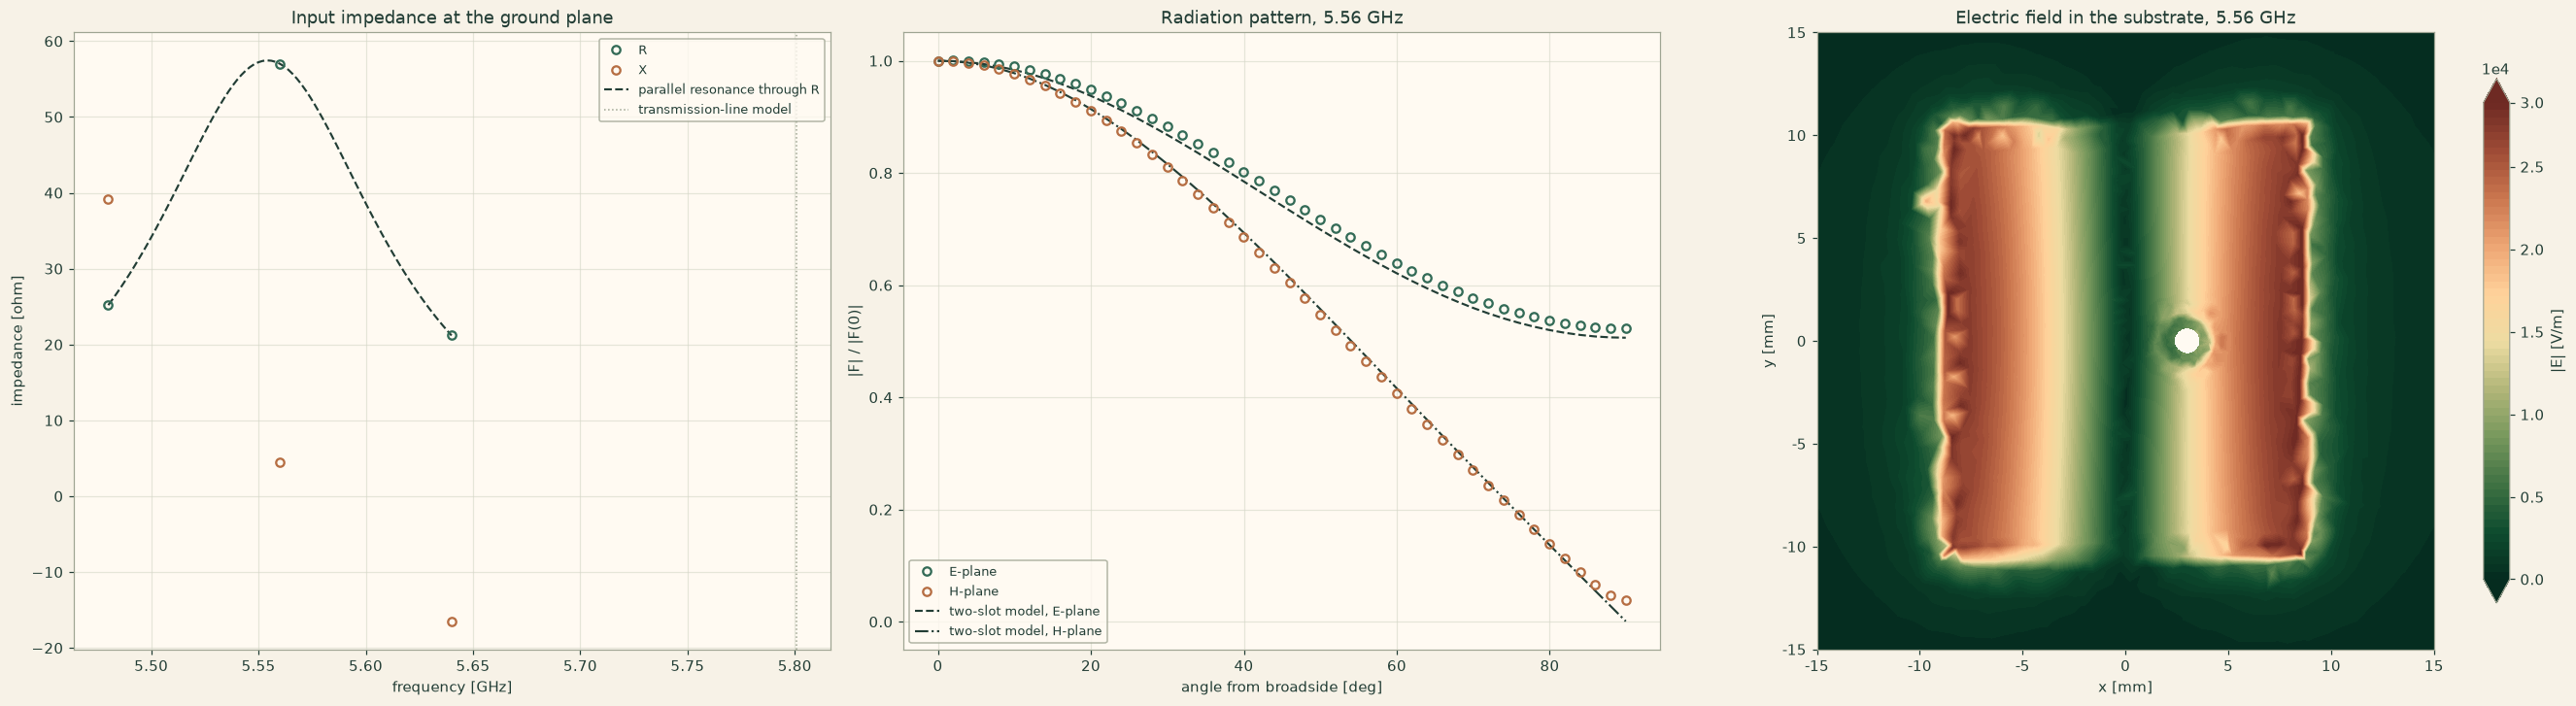 Input impedance at the ground plane
60
50
40
30
20
10
0
−10
−20
impedance [ohm]
5.50
5.55
5.60
5.65
5.70
5.75
5.80
frequency [GHz]
R
X
parallel resonance through R
transmission-line model
Radiation pattern, 5.56 GHz
1.0
0.8
0.6
0.4
0.2
0.0
|F| / |F(0)|
0
20
40
60
80
angle from broadside [deg]
E-plane
H-plane
two-slot model, E-plane
two-slot model, H-plane
Electric field in the substrate, 5.56 GHz
15
10
5
0
-5
-10
-15
y [mm]
-15
-10
-5
0
5
10
15
x [mm]
1e4
3.0
2.5
2.0
1.5
1.0
0.5
0.0
|E| [V/m]